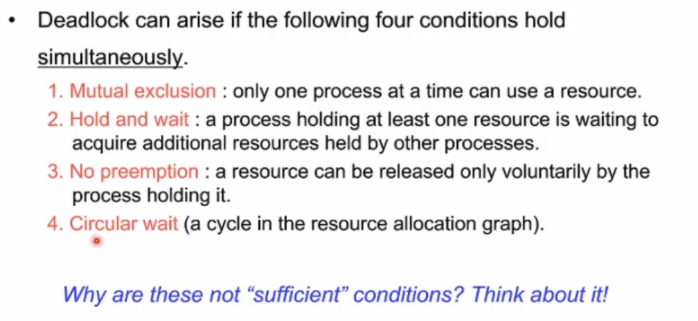 • Deadlock can arise if the following four conditions hold
simultaneously.
1. Mutual exclusion : only one process at a time can use a resource.
2. Hold and wait : a process holding at least one resource is waiting to
acquire additional resources held by other processes.
3. No preemption : a resource can be released only voluntarily by the
process holding it.
4. Circular wait (a cycle in the resource allocation graph).
Why are these not “sufficient” conditions? Think about it!